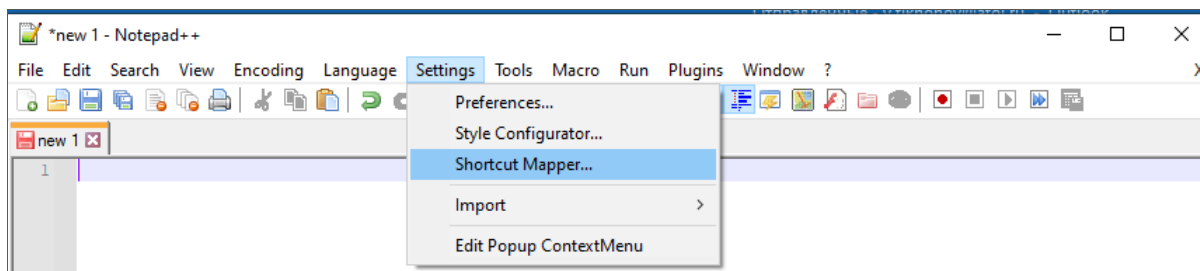 *new 1 - Notepad++
File Edit Search View Encoding Language Settings Tools Macro Run Plugins Window ?
Preferences...
Style Configurator...
new 1
Shortcut Mapper...
1
Import
Edit Popup ContextMenu